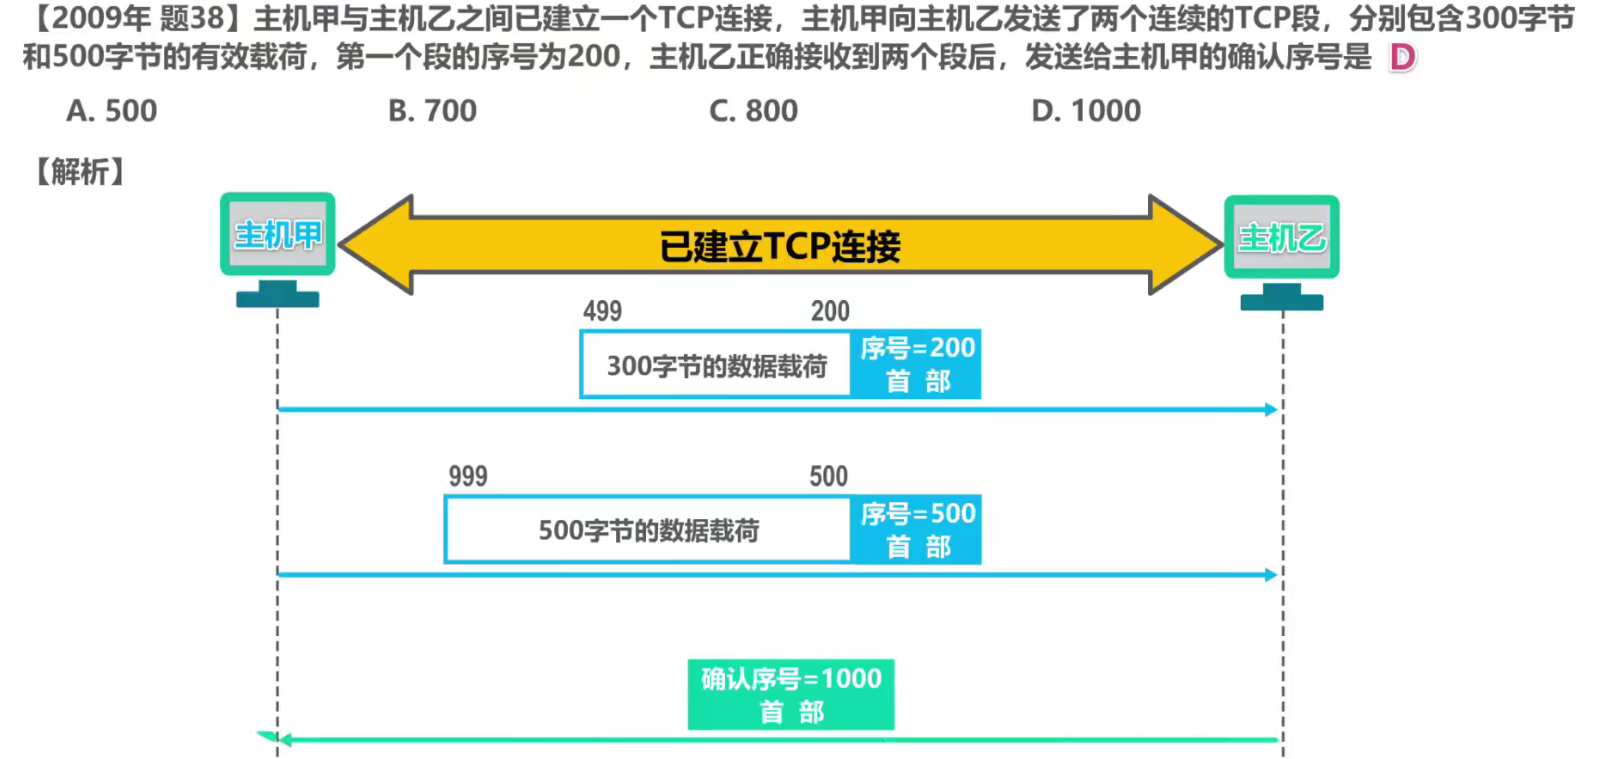 【2009年 题38】主机甲与主机乙之间已建立一个TCP连接，主机甲向主机乙发送了两个连续的TCP段，分别包含300字节
和500字节的有效载荷，第一个段的序号为200，主机乙正确接收到两个段后，发送给主机甲的确认序号是 D
A. 500 B. 700 C. 800 D. 1000
【解析】
主机甲 已建立TCP连接 主机乙
499 200
300字节的数据载荷 序号=200
首 部
999 500
500字节的数据载荷 序号=500
首 部
确认序号=1000
首 部